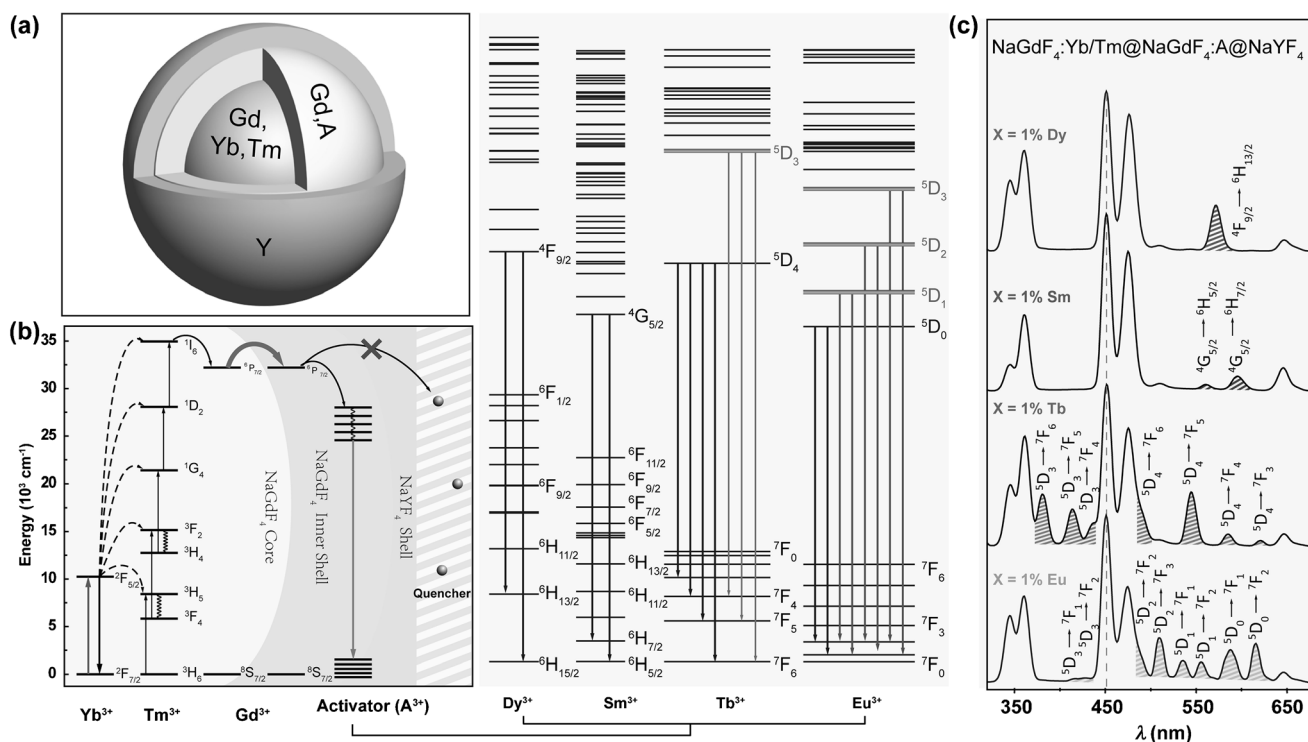 (a)
Gd,
Yb,Tm
Gd,A
Y
(b)
Energy (10³ cm⁻¹)
35
30
25
20
15
10
5
0
¹I₆
¹D₂
¹G₄
³F₂
³H₄
³H₅
³F₄
³H₆
²F₅/₂
²F₇/₂
⁶P₇/₂
⁶P₇/₂
⁸S₇/₂
⁸S₇/₂
NaGdF₄ Core
NaGdF₄ Inner Shell
NaYF₄ Shell
Quencher
Yb³⁺
Tm³⁺
Gd³⁺
Activator (A³⁺)
⁴F₉/₂
⁶F₁/₂
⁶F₉/₂
⁶H₁₁/₂
⁶H₁₃/₂
⁶H₁₅/₂
Dy³⁺
⁴G₅/₂
⁶F₁₁/₂
⁶F₉/₂
⁶F₇/₂
⁶F₅/₂
⁶H₁₃/₂
⁶H₁₁/₂
⁶H₇/₂
⁶H₅/₂
Sm³⁺
⁵D₃
⁵D₄
⁷F₀
⁷F₄
⁷F₅
⁷F₆
Tb³⁺
⁵D₃
⁵D₂
⁵D₁
⁵D₀
⁷F₆
⁷F₃
⁷F₀
Eu³⁺
(c)
NaGdF₄:Yb/Tm@NaGdF₄:A@NaYF₄
X = 1% Dy
⁴F₉/₂→⁶H₁₃/₂
X = 1% Sm
⁴G₅/₂→⁶H₅/₂
⁴G₅/₂→⁶H₇/₂
X = 1% Tb
⁵D₃→⁷F₆
⁵D₃→⁷F₅
⁵D₃→⁷F₄
⁵D₄→⁷F₆
⁵D₄→⁷F₅
⁵D₄→⁷F₄
⁵D₄→⁷F₃
X = 1% Eu
⁵D₃→⁷F₁
⁵D₃→⁷F₂
⁵D₂→⁷F₂
⁵D₂→⁷F₃
⁵D₁→⁷F₁
⁵D₁→⁷F₂
⁵D₀→⁷F₁
⁵D₀→⁷F₂
350
450
550
650
λ (nm)